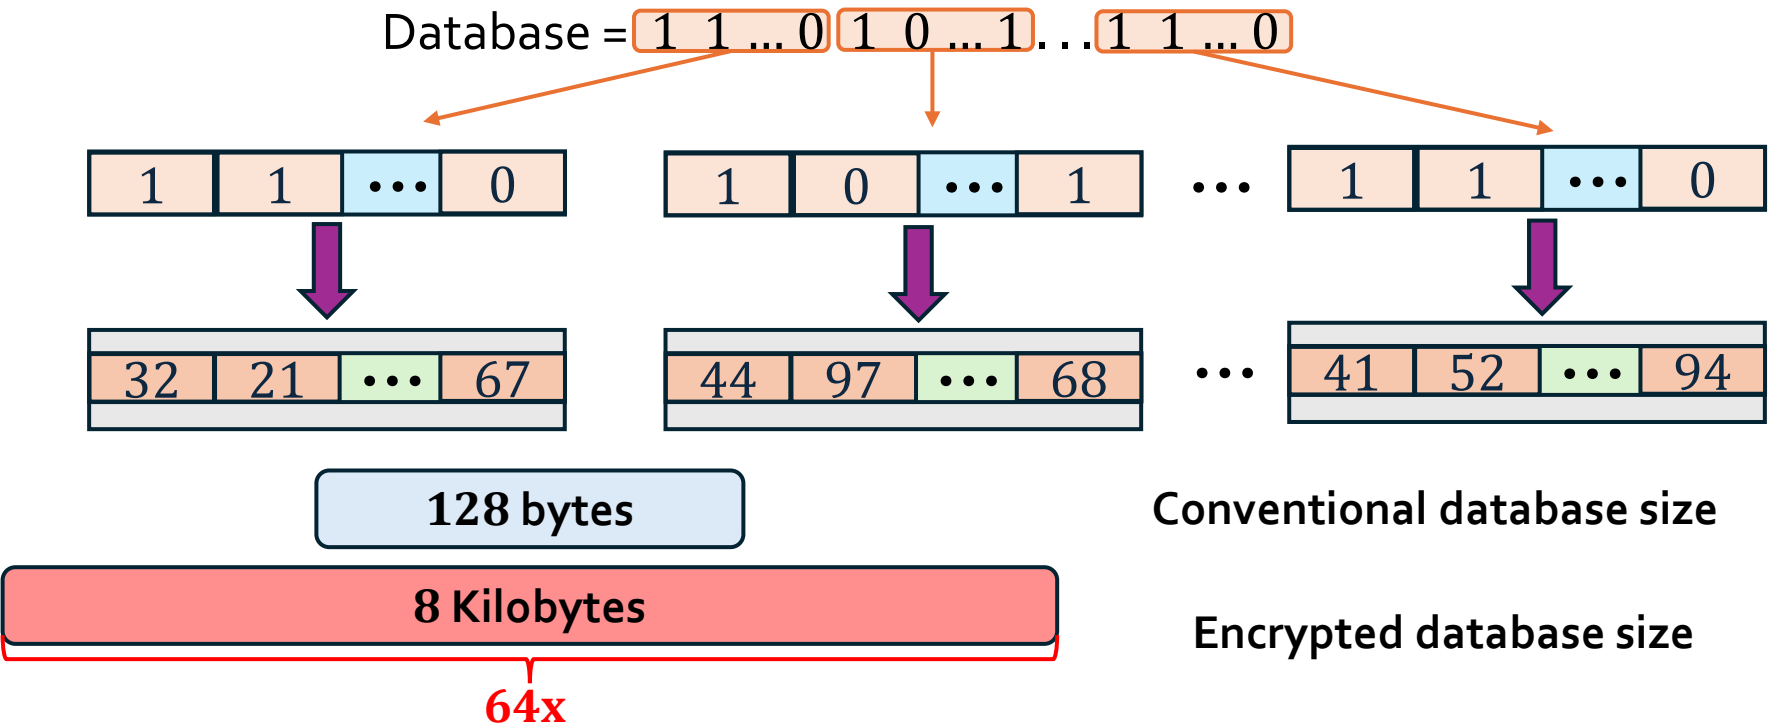 Database = 1 1 ... 0 1 0 ... 1 ... 1 1 ... 0
1 1 ... 0 1 0 ... 1 ... 1 1 ... 0
32 21 ... 67 44 97 ... 68 ... 41 52 ... 94
128 bytes Conventional database size
8 Kilobytes Encrypted database size
64x